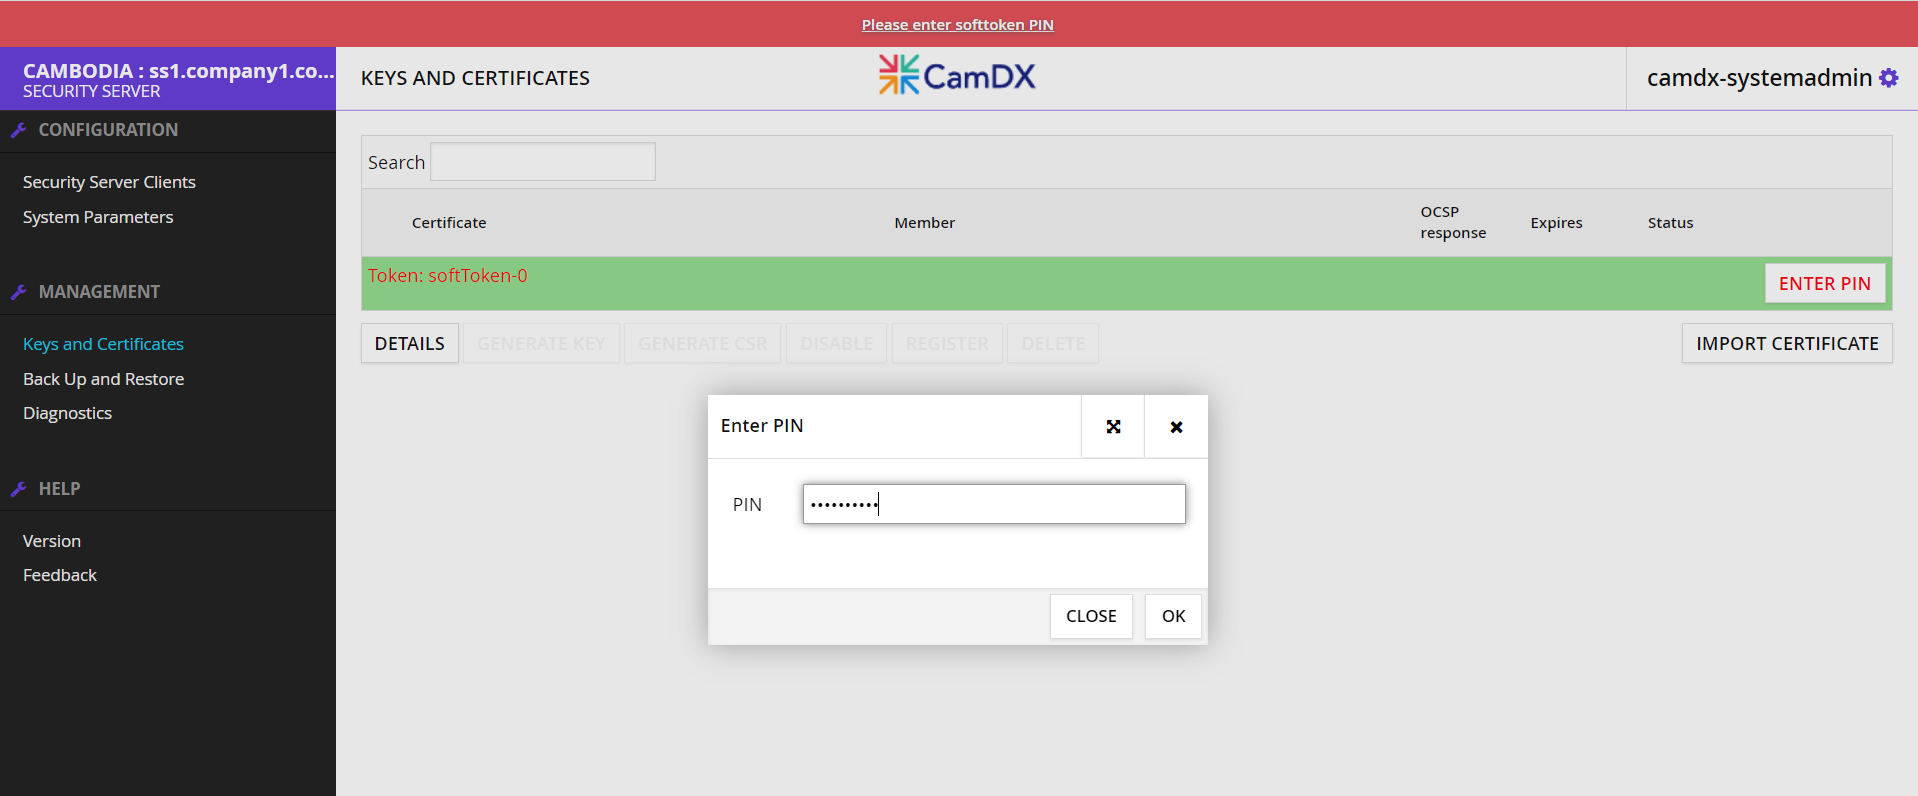 Please enter softtoken PIN
CAMBODIA : ss1.company1.co...
SECURITY SERVER
KEYS AND CERTIFICATES
CamDX
camdx-systemadmin
CONFIGURATION
Security Server Clients
System Parameters
MANAGEMENT
Keys and Certificates
Back Up and Restore
Diagnostics
HELP
Version
Feedback
Search
Certificate
Member
OCSP
response
Expires
Status
Token: softToken-0
ENTER PIN
DETAILS
GENERATE KEY
GENERATE CSR
DISABLE
REGISTER
DELETE
IMPORT CERTIFICATE
Enter PIN
PIN
••••••••••
CLOSE
OK